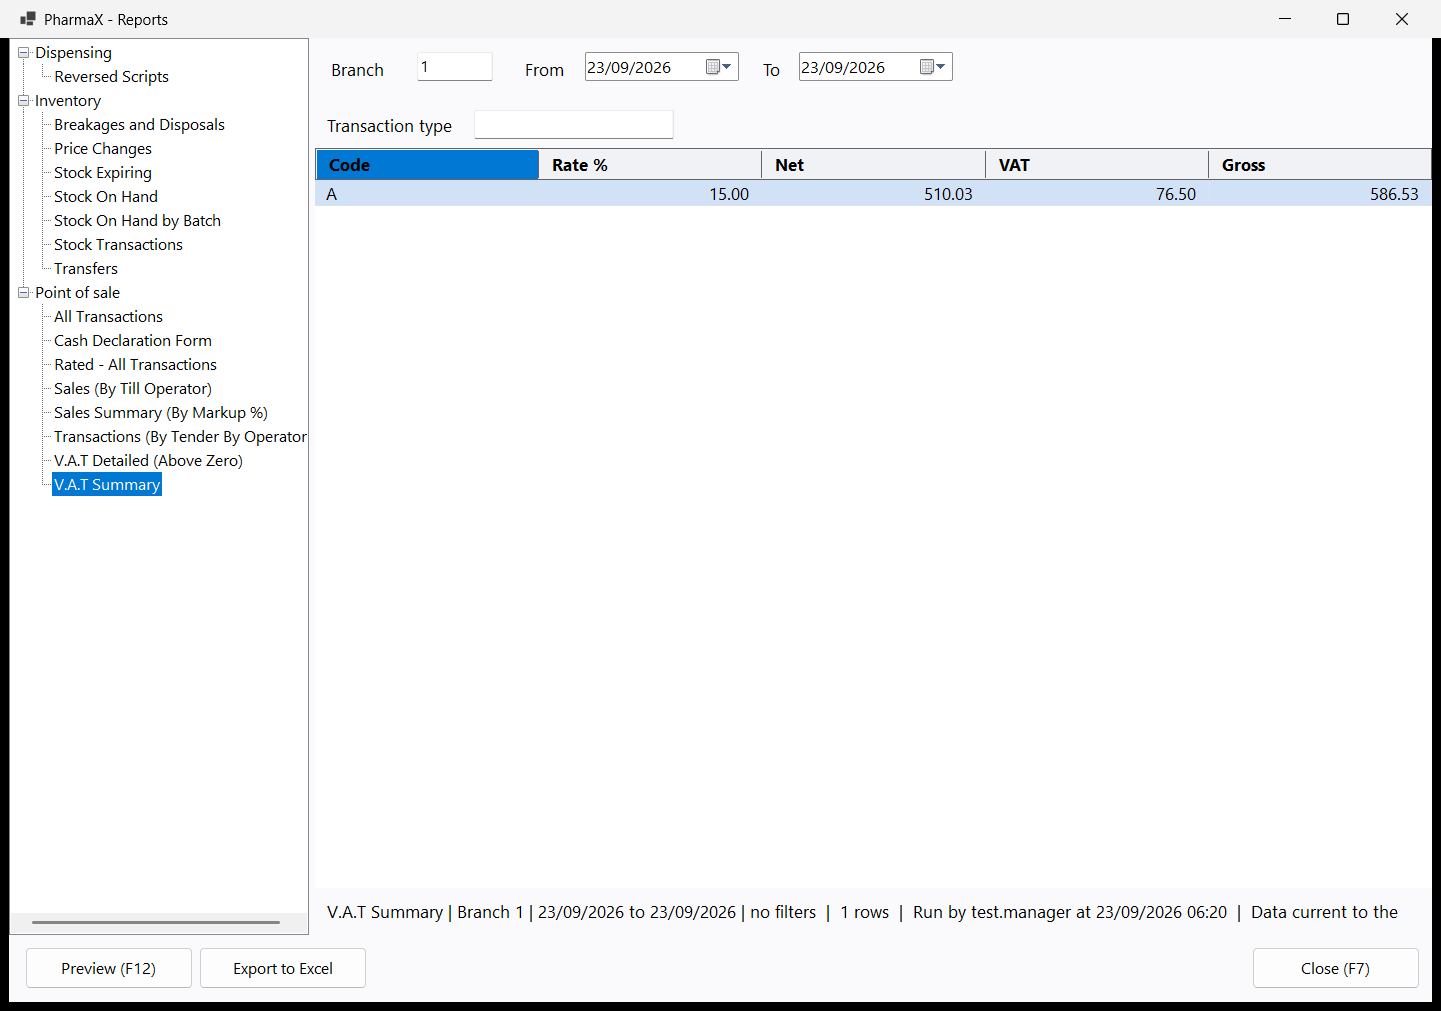 PharmaX - Reports
Dispensing
Reversed Scripts
Inventory
Breakages and Disposals
Price Changes
Stock Expiring
Stock On Hand
Stock On Hand by Batch
Stock Transactions
Transfers
Point of sale
All Transactions
Cash Declaration Form
Rated - All Transactions
Sales (By Till Operator)
Sales Summary (By Markup %)
Transactions (By Tender By Operator
V.A.T Detailed (Above Zero)
V.A.T Summary
Branch 1 From 23/09/2026 To 23/09/2026
Transaction type
Code Rate % Net VAT Gross
A 15.00 510.03 76.50 586.53
V.A.T Summary | Branch 1 | 23/09/2026 to 23/09/2026 | no filters | 1 rows | Run by test.manager at 23/09/2026 06:20 | Data current to the
Preview (F12) Export to Excel Close (F7)